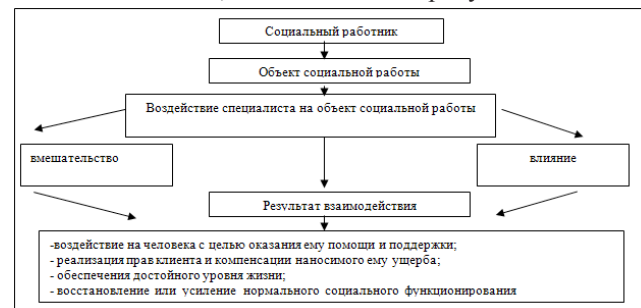 Социальный работник
Объект социальной работы
Воздействие специалиста на объект социальной работы
вмешательство
влияние
Результат взаимодействия
-воздействие на человека с целью оказания ему помощи и поддержки;
- реализация прав клиента и компенсации наносимого ему ущерба;
- обеспечения достойного уровня жизни;
- восстановление или усиление нормального социального функционирования